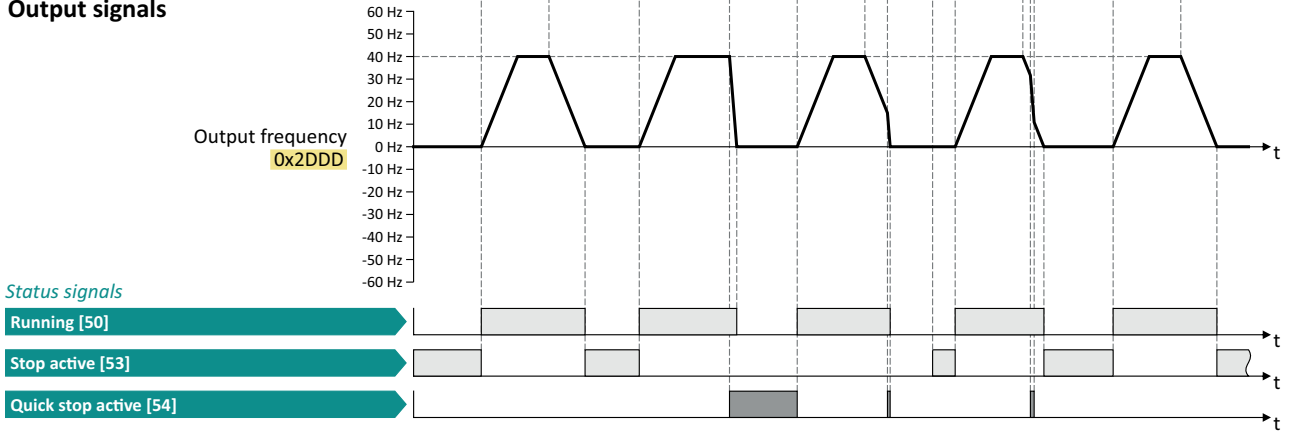 Output signals
60 Hz
50 Hz
40 Hz
30 Hz
20 Hz
10 Hz
0 Hz
-10 Hz
-20 Hz
-30 Hz
-40 Hz
-50 Hz
-60 Hz
Output frequency
0x2DDD
t
Status signals
Running [50]
t
Stop active [53]
t
Quick stop active [54]
t